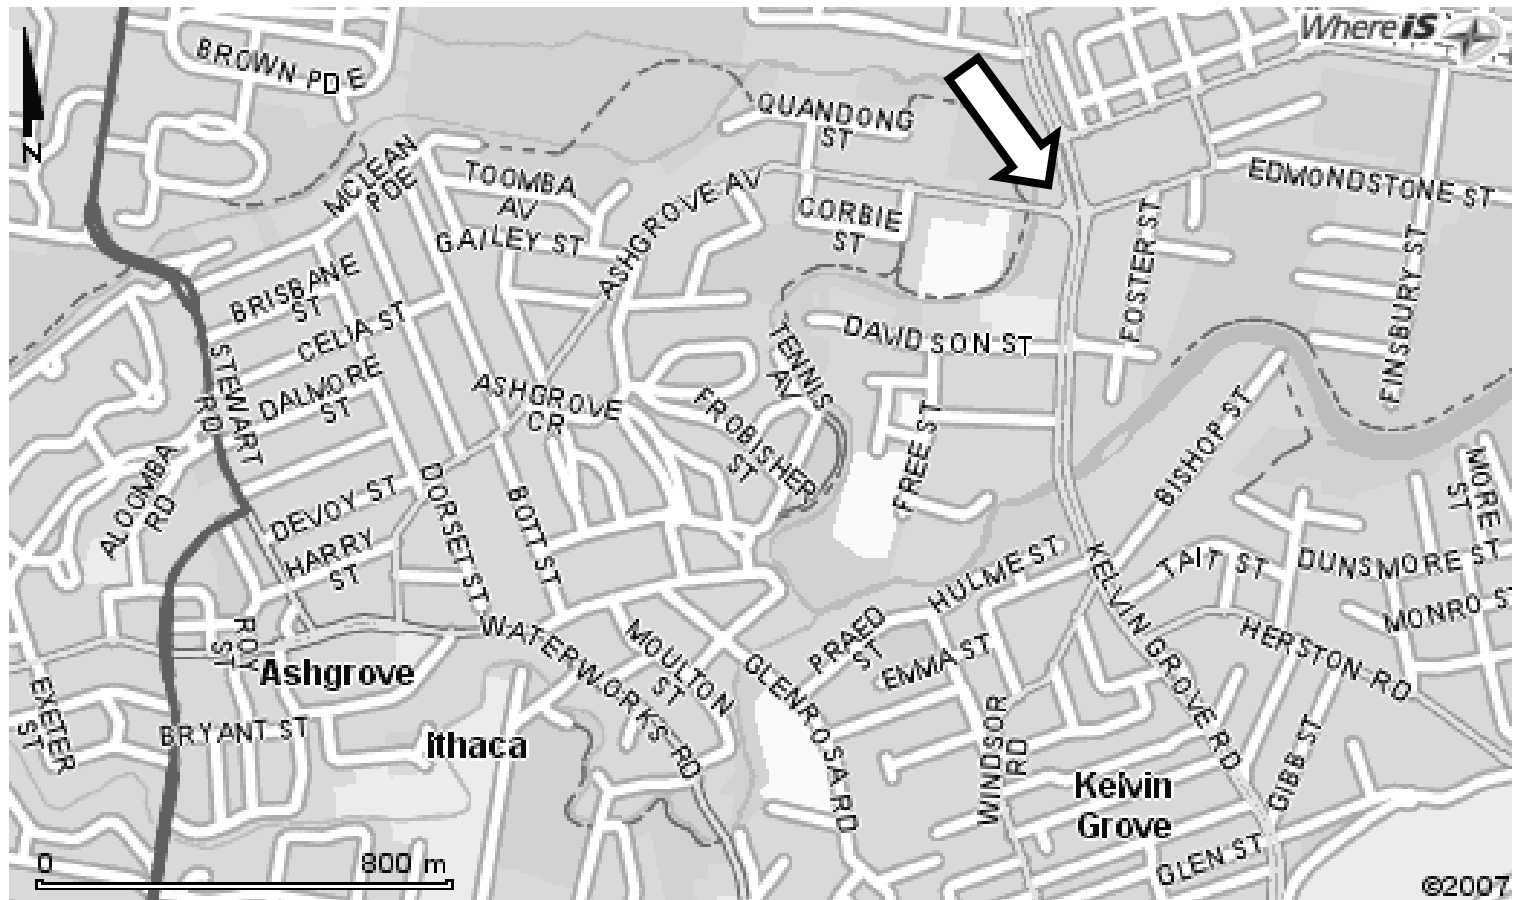 WhereiS
BROWN PDE
QUANDONG
ST
EDMONDSTONE ST
MCLEAN
PDE
TOOMBA
AV
GAILEY ST
ASHGROVE AV
CORBIE
ST
FOSTER ST
FINSBURY ST
BRISBANE
ST
CELIA ST
DALMORE
ST
STEWART
RD
DAVIDSON ST
TENNIS
AV
ASHGROVE
CR
FROBISHER
ST
FREE ST
BISHOP ST
MORE
ST
ALOOMBA
RD
DEVOY ST
HARRY
ST
DORSET ST
BOTT ST
HULME ST
KELVIN GROVE RD
TAIT ST
DUNSMORE ST
MONRO ST
HERSTON RD
ROY
ST
Ashgrove
WATERWORKS RD
MOULTON
ST
GLENROSA RD
PRAED
ST
EMMA ST
EXETER
ST
BRYANT ST
Ithaca
WINDSOR
RD
Kelvin
Grove
GIBB ST
GLEN ST
0 800 m
©2007
N